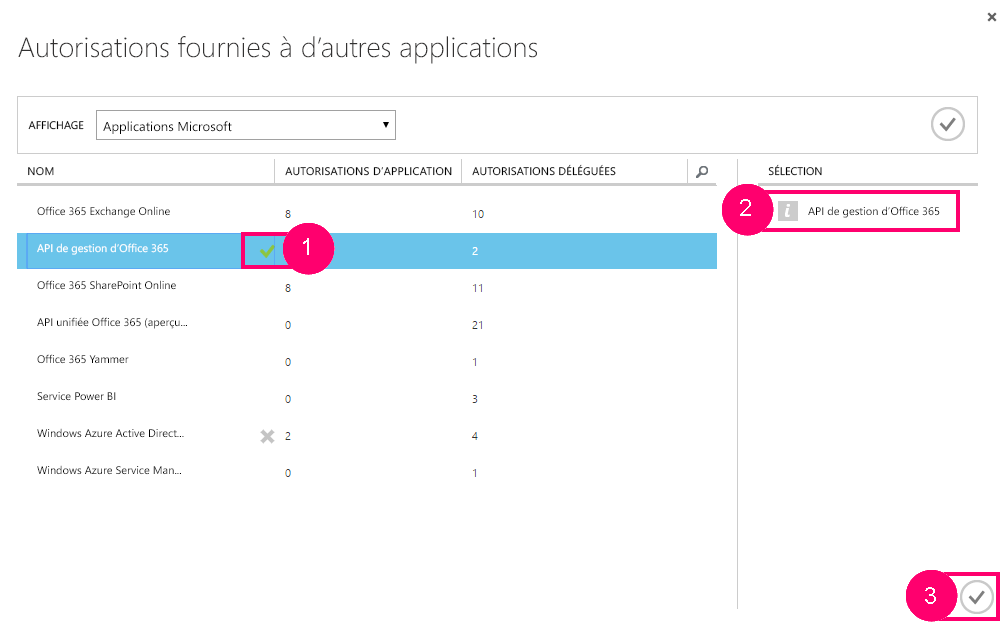 Autorisations fournies à d’autres applications
AFFICHAGE Applications Microsoft
NOM AUTORISATIONS D’APPLICATION AUTORISATIONS DÉLÉGUÉES SÉLECTION
Office 365 Exchange Online 8 10
2 API de gestion d’Office 365
API de gestion d’Office 365 1 2
Office 365 SharePoint Online 8 11
API unifiée Office 365 (aperçu... 0 21
Office 365 Yammer 0 1
Service Power BI 0 3
Windows Azure Active Direct... 2 4
Windows Azure Service Man... 0 1
3